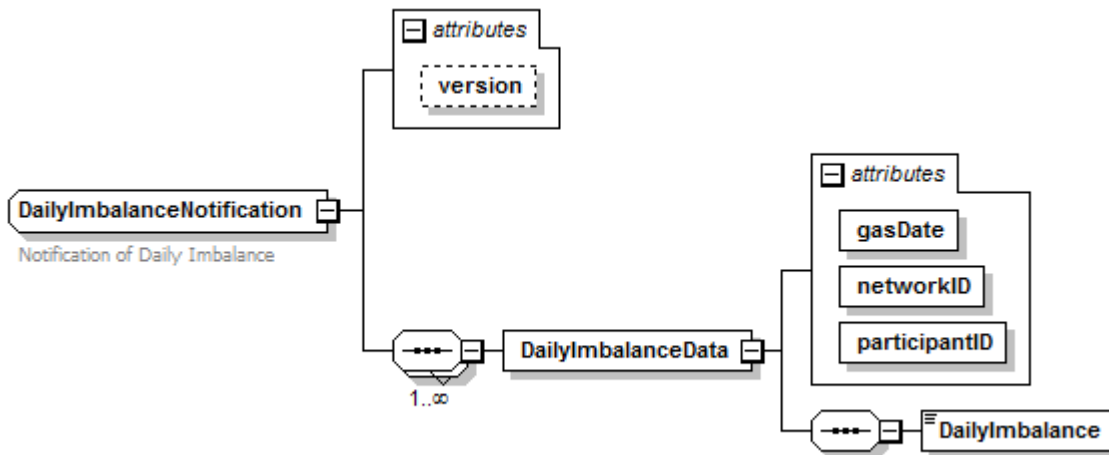 attributes
version
DailyImbalanceNotification
Notification of Daily Imbalance
attributes
gasDate
networkID
participantID
DailyImbalanceData
1..∞
DailyImbalance